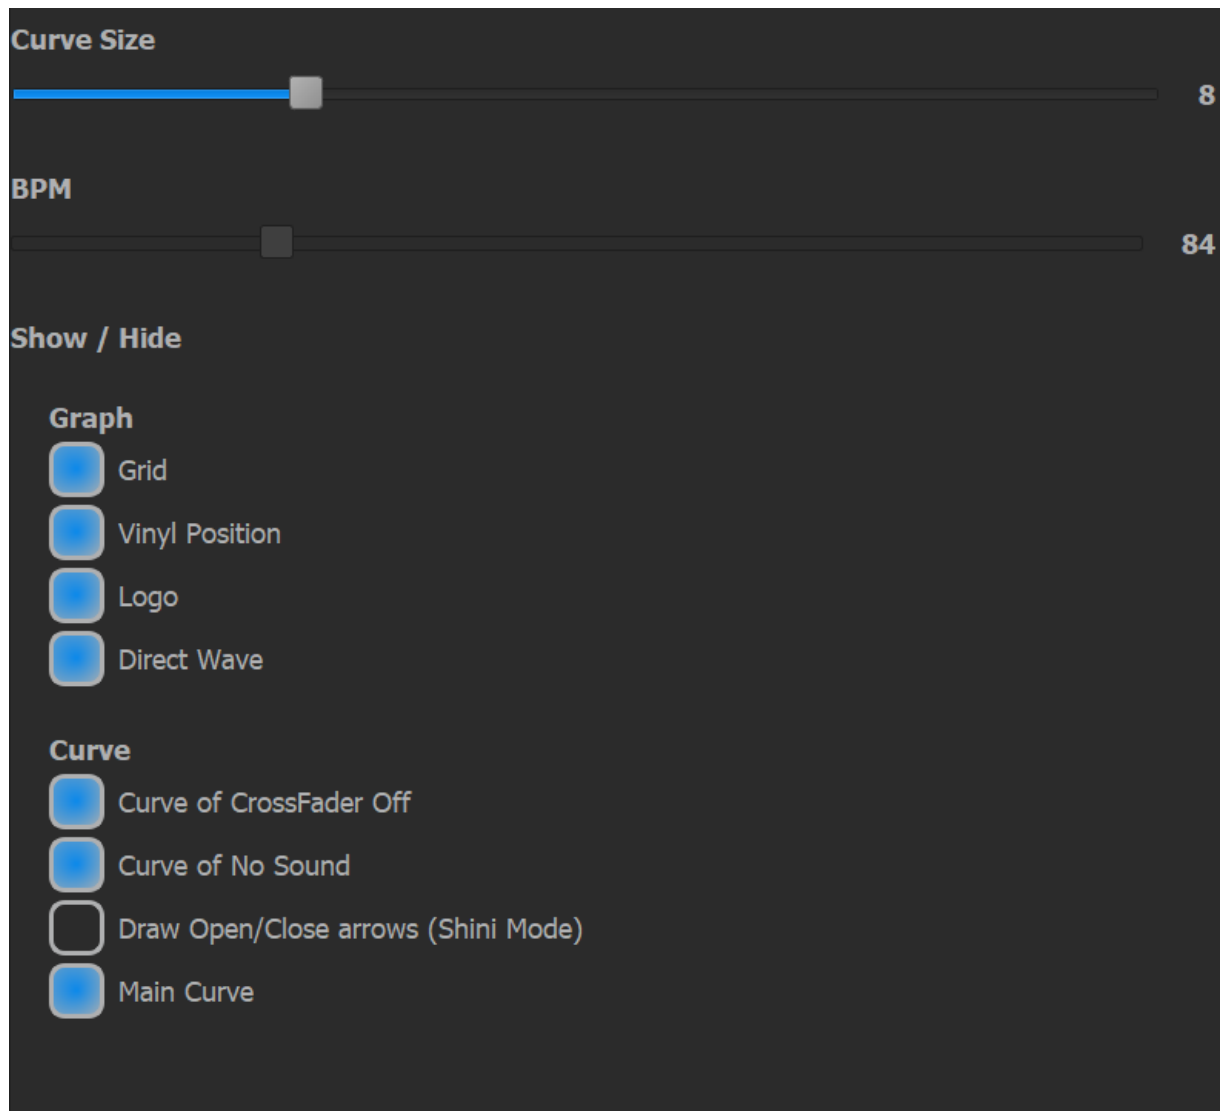 Curve Size
8
BPM
84
Show / Hide
Graph
Grid
Vinyl Position
Logo
Direct Wave
Curve
Curve of CrossFader Off
Curve of No Sound
Draw Open/Close arrows (Shini Mode)
Main Curve